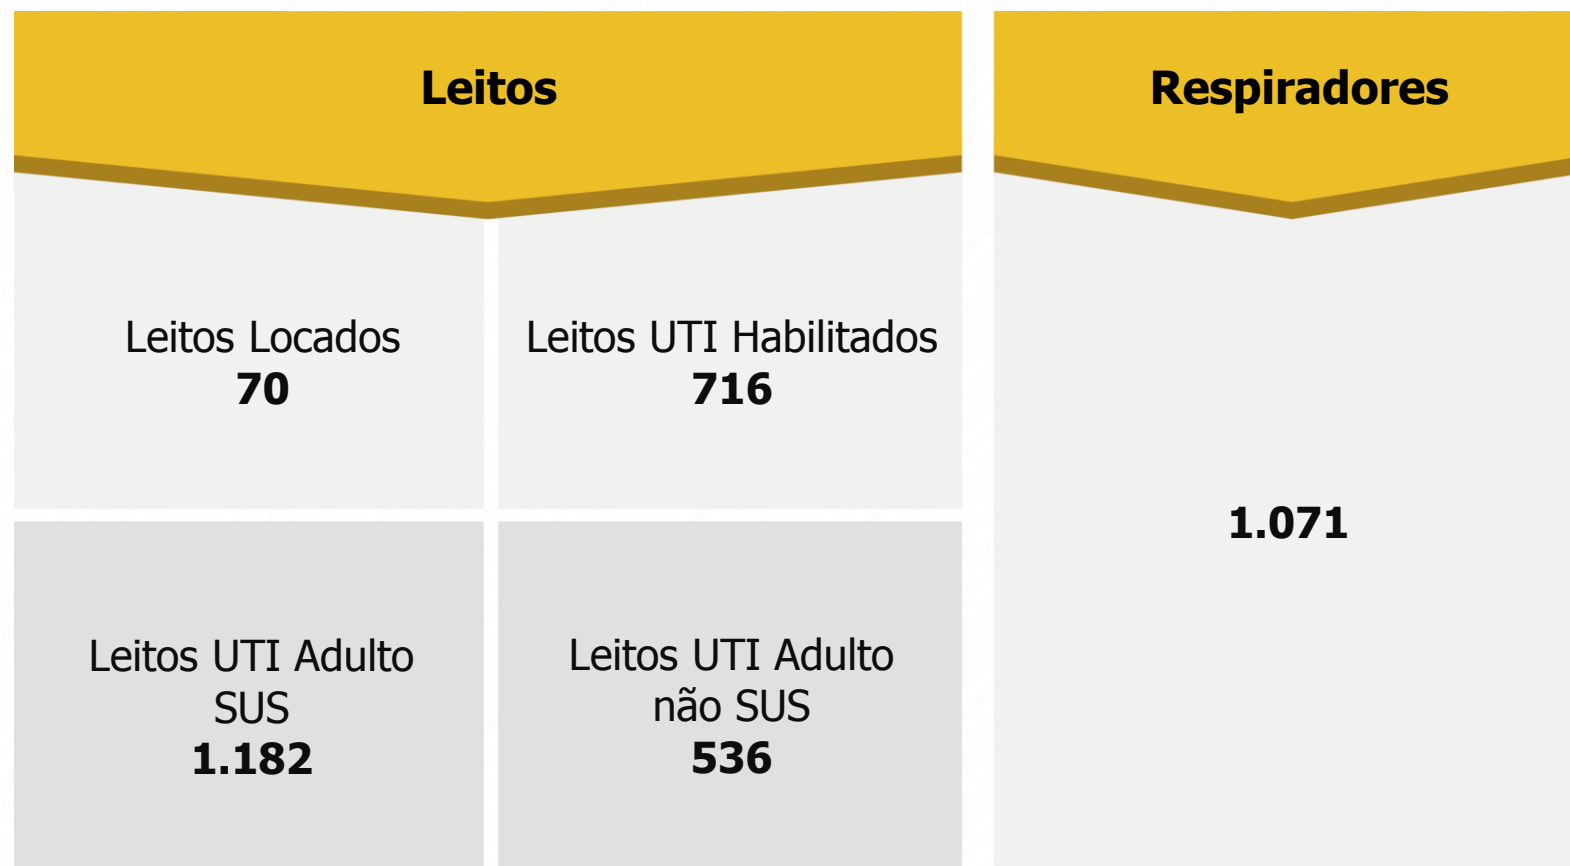 Leitos
Leitos Locados
70
Leitos UTI Habilitados
716
Leitos UTI Adulto
SUS
1.182
Leitos UTI Adulto
não SUS
536
Respiradores
1.071